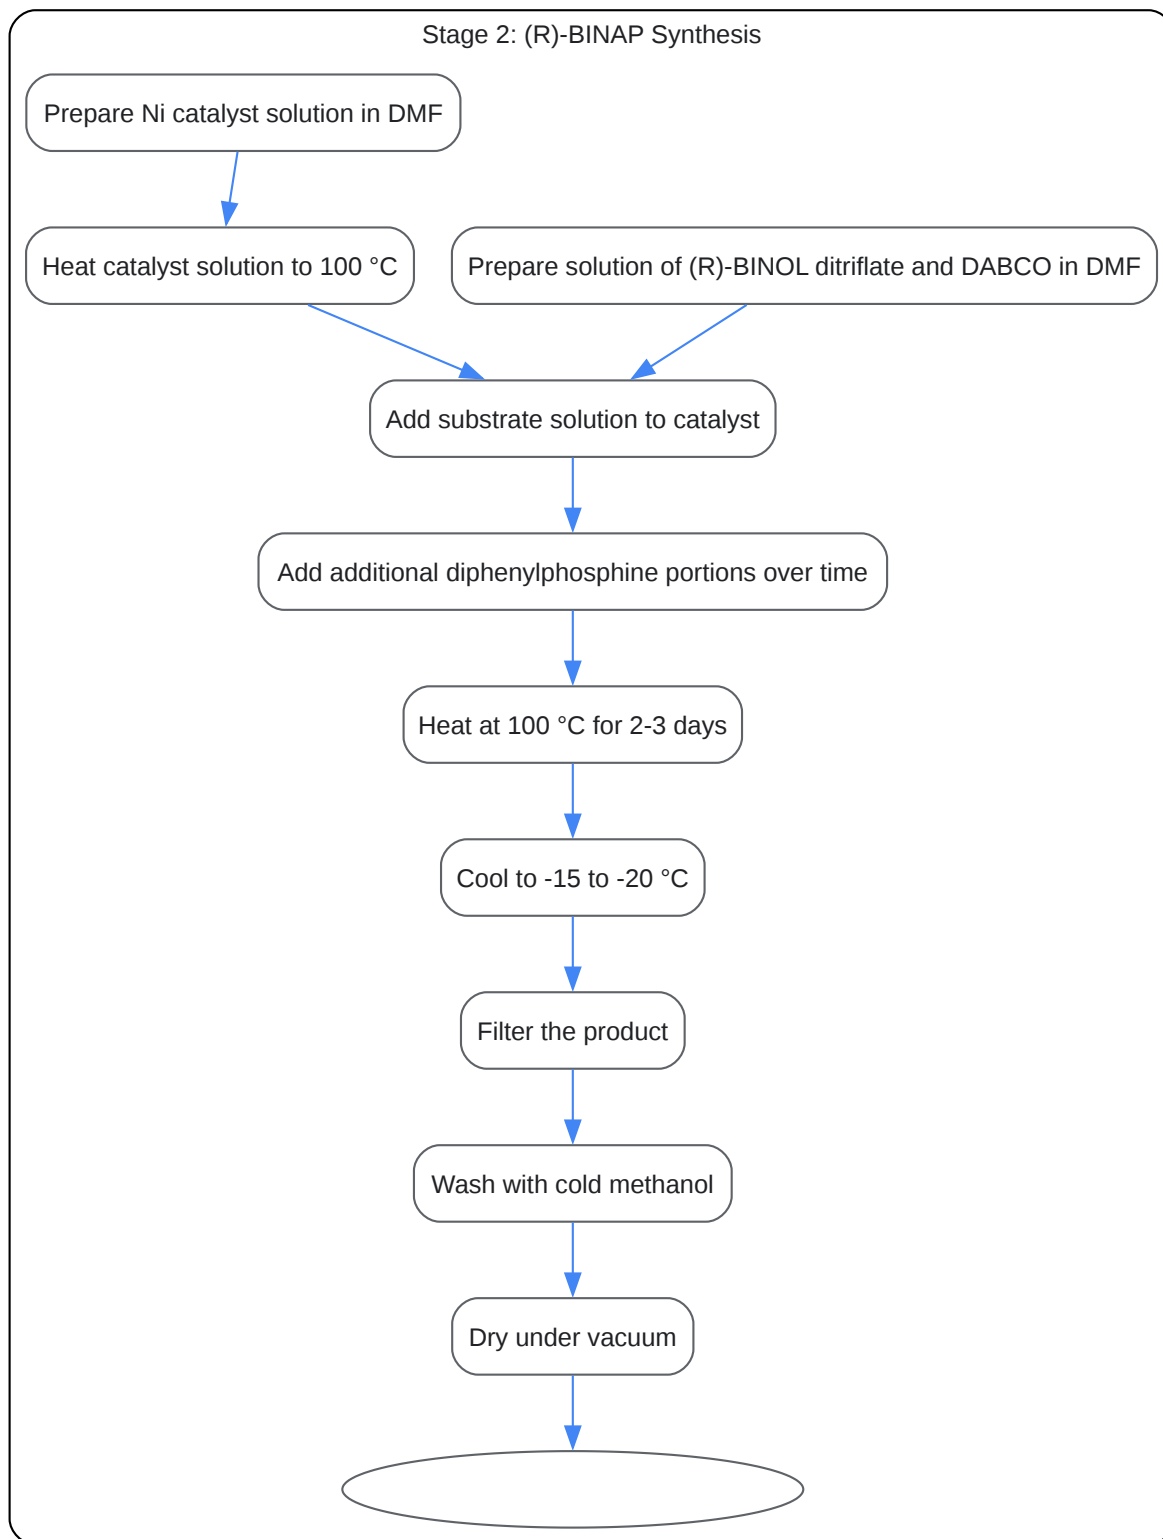 Stage 2: (R)-BINAP Synthesis
Prepare Ni catalyst solution in DMF
Heat catalyst solution to 100 °C
Prepare solution of (R)-BINOL ditriflate and DABCO in DMF
Add substrate solution to catalyst
Add additional diphenylphosphine portions over time
Heat at 100 °C for 2-3 days
Cool to -15 to -20 °C
Filter the product
Wash with cold methanol
Dry under vacuum